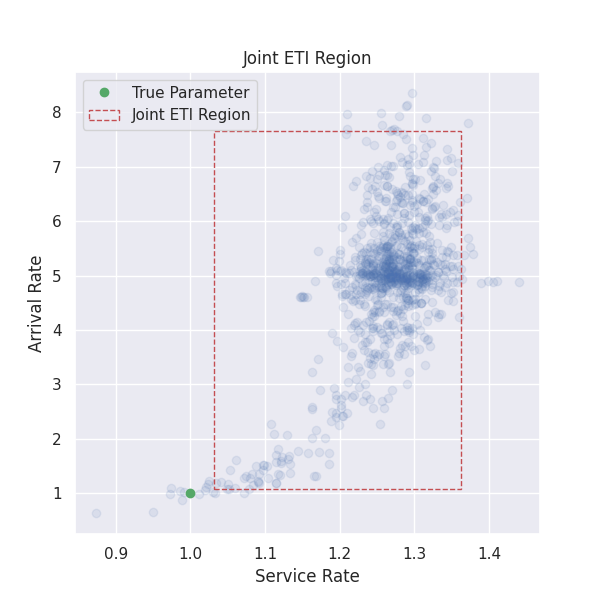 Joint ETI Region
True Parameter
Joint ETI Region
8
7
6
5
4
3
2
1
Arrival Rate
0.9 1.0 1.1 1.2 1.3 1.4
Service Rate